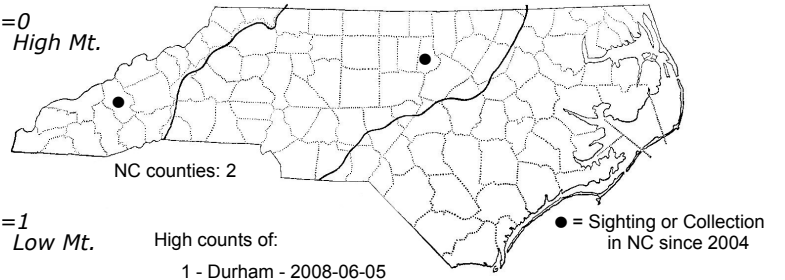 =0
High Mt.
NC counties: 2
=1
Low Mt.
High counts of:
1 - Durham - 2008-06-05
● = Sighting or Collection
in NC since 2004